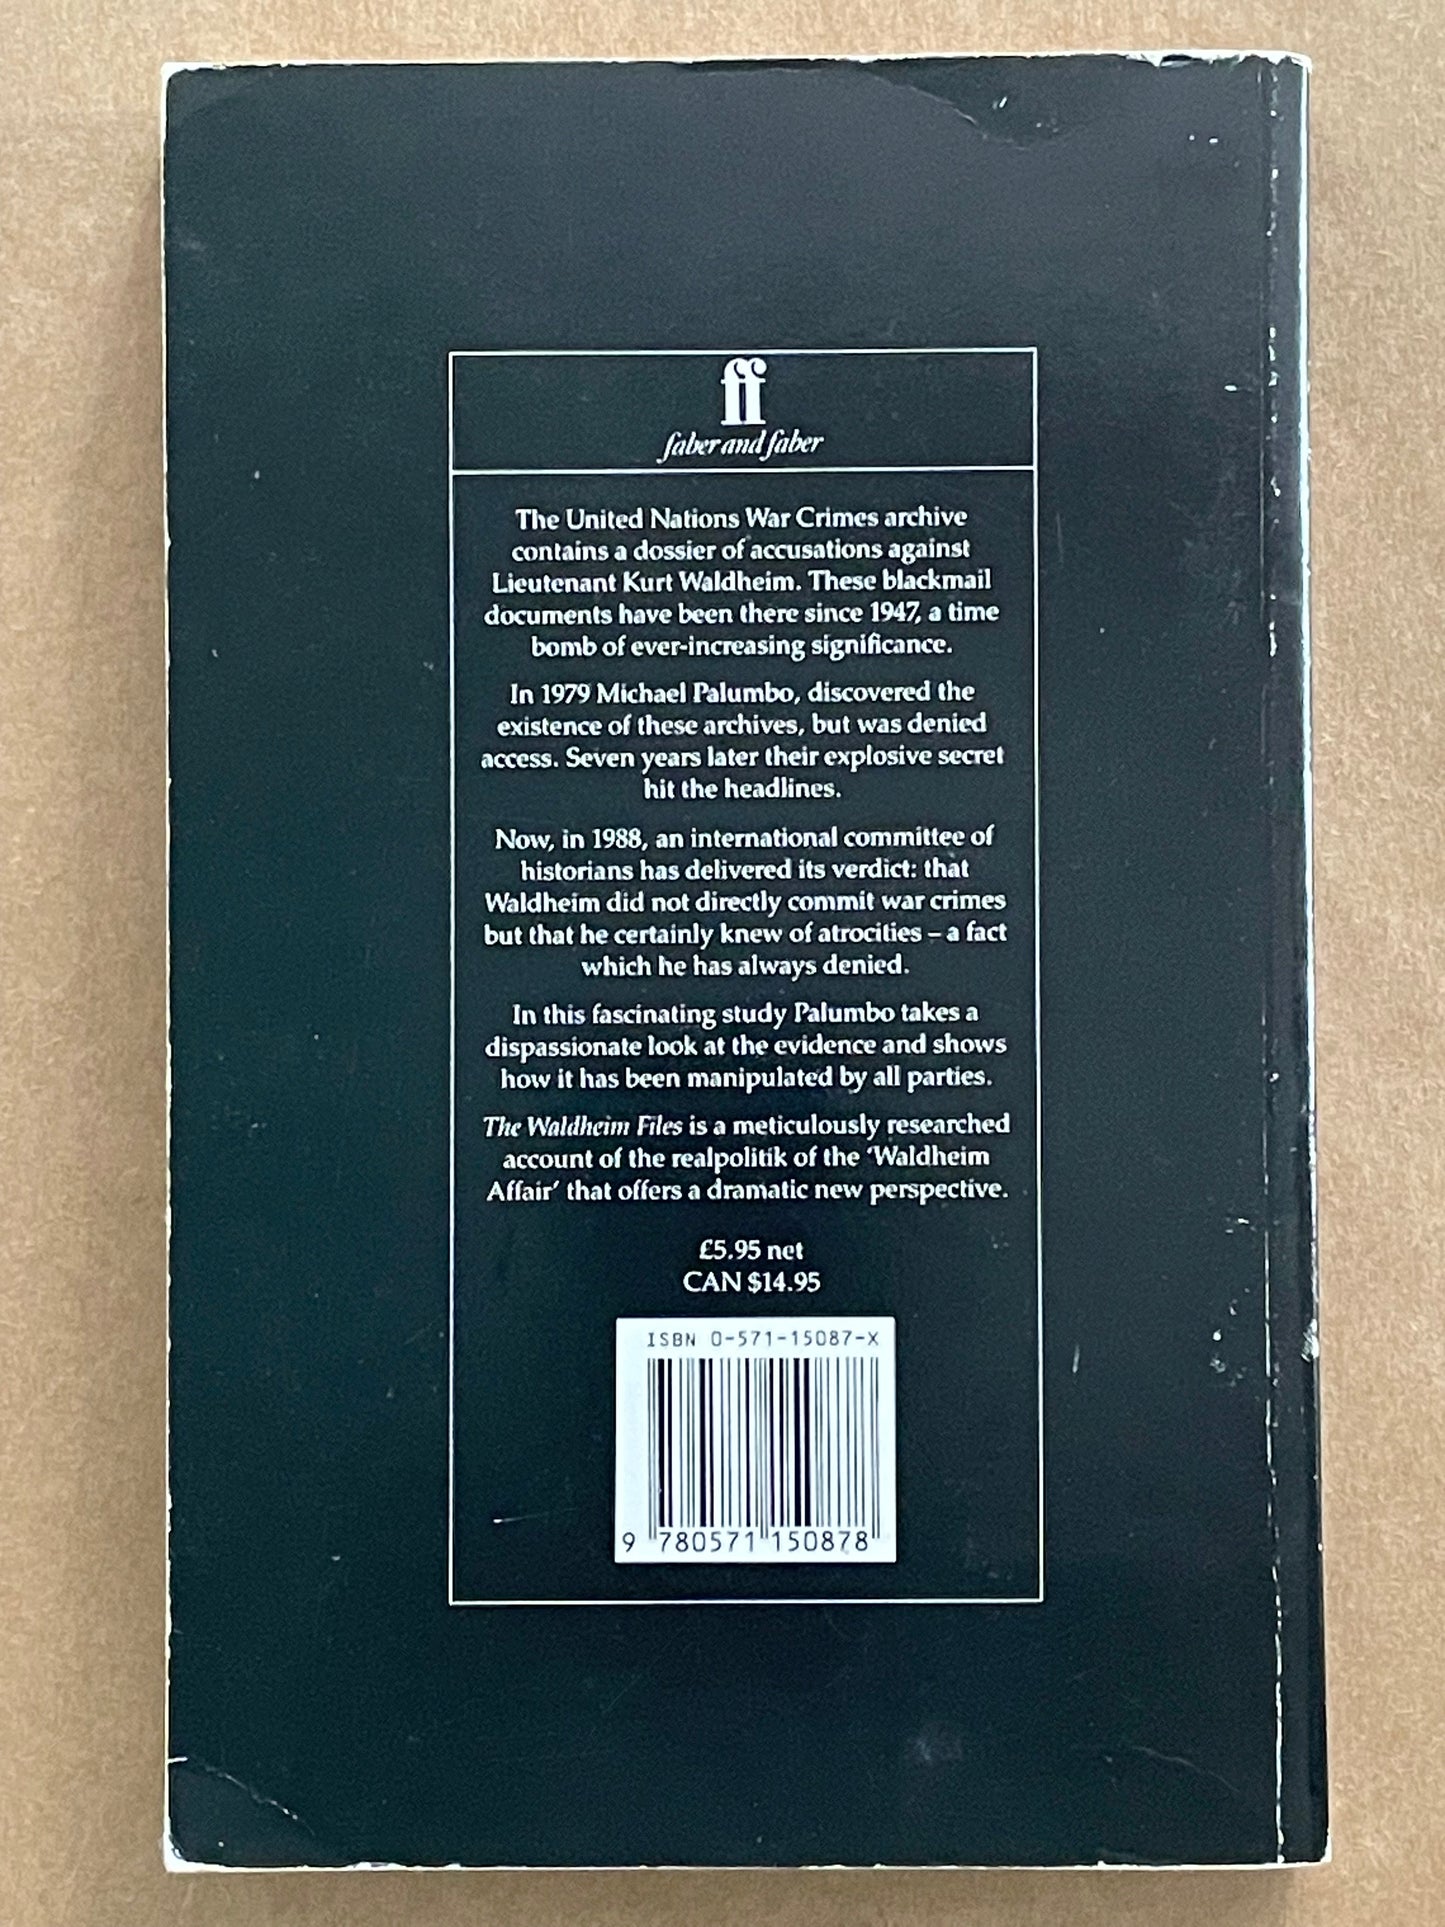 ff
faber and faber
The United Nations War Crimes archive
contains a dossier of accusations against
Lieutenant Kurt Waldheim. These blackmail
documents have been there since 1947, a time
bomb of ever-increasing significance.
In 1979 Michael Palumbo, discovered the
existence of these archives, but was denied
access. Seven years later their explosive secret
hit the headlines.
Now, in 1988, an international committee of
historians has delivered its verdict: that
Waldheim did not directly commit war crimes
but that he certainly knew of atrocities – a fact
which he has always denied.
In this fascinating study Palumbo takes a
dispassionate look at the evidence and shows
how it has been manipulated by all parties.
The Waldheim Files is a meticulously researched
account of the realpolitik of the ‘Waldheim
Affair’ that offers a dramatic new perspective.
£5.95 net
CAN $14.95
ISBN 0-571-15087-X
9 780571 150878